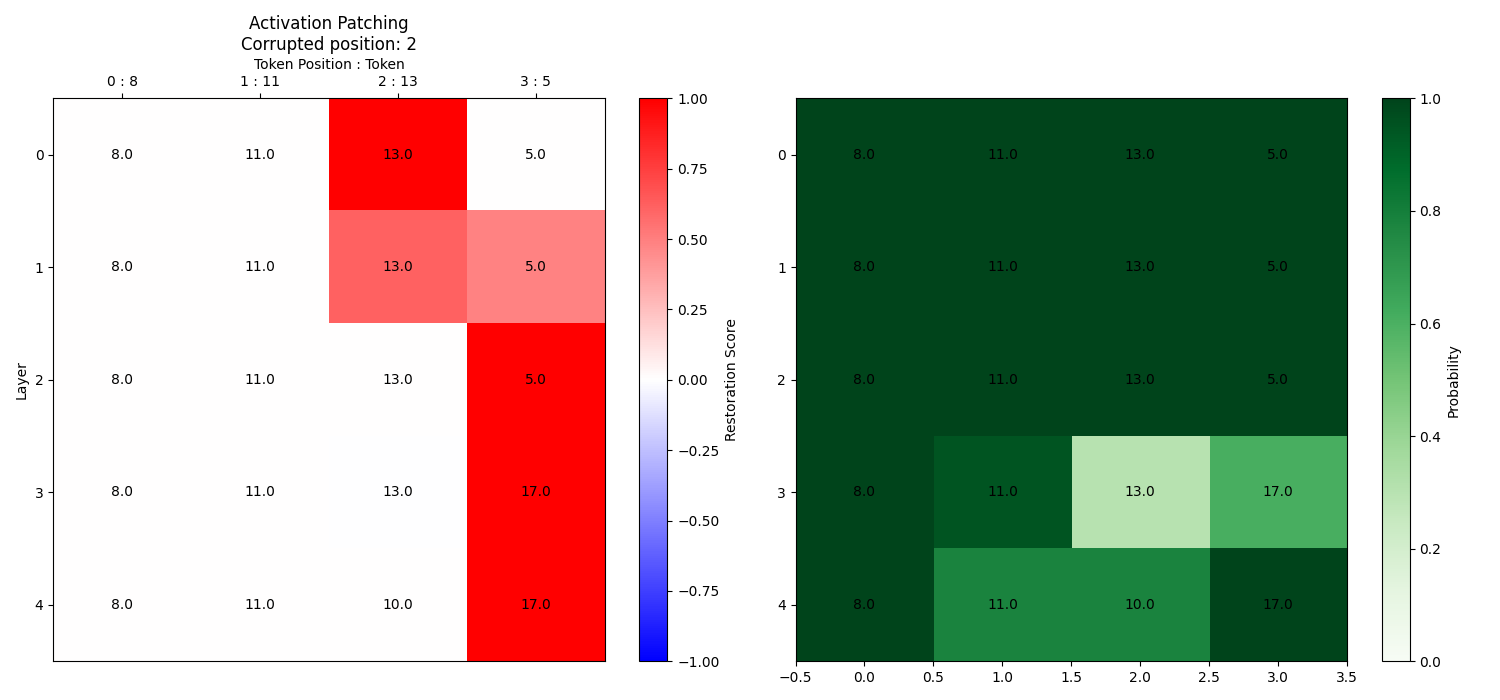 Activation Patching
Corrupted position: 2
Token Position : Token
0 : 8 1 : 11 2 : 13 3 : 5
0 8.0 11.0 13.0 5.0
1 8.0 11.0 13.0 5.0
2 8.0 11.0 13.0 5.0
3 8.0 11.0 13.0 17.0
4 8.0 11.0 10.0 17.0
Layer
1.00
0.75
0.50
0.25
0.00
−0.25
−0.50
−0.75
−1.00
Restoration Score
0 8.0 11.0 13.0 5.0
1 8.0 11.0 13.0 5.0
2 8.0 11.0 13.0 5.0
3 8.0 11.0 13.0 17.0
4 8.0 11.0 10.0 17.0
−0.5 0.0 0.5 1.0 1.5 2.0 2.5 3.0 3.5
1.0
0.8
0.6
0.4
0.2
0.0
Probability